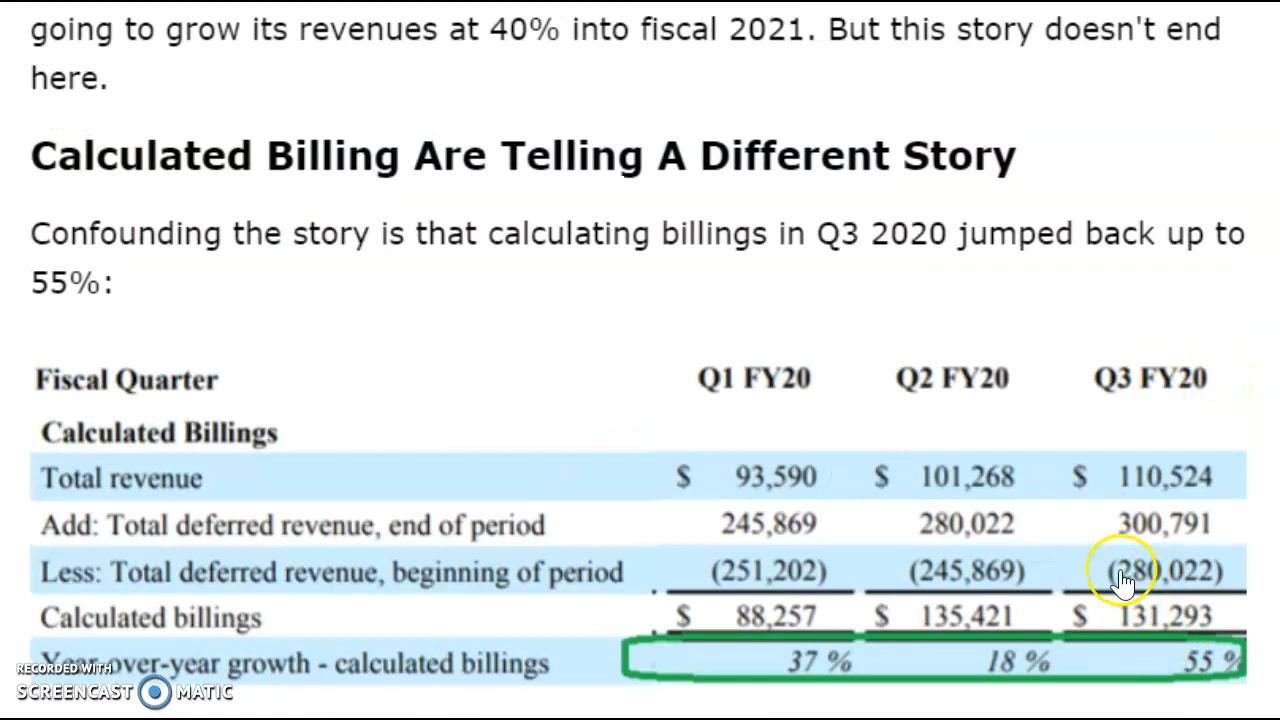 going to grow its revenues at 40% into fiscal 2021. But this story doesn't end
here.
Calculated Billing Are Telling A Different Story
Confounding the story is that calculating billings in Q3 2020 jumped back up to
55%:
Fiscal Quarter Q1 FY20 Q2 FY20 Q3 FY20
Calculated Billings
Total revenue $ 93,590 $ 101,268 $ 110,524
Add: Total deferred revenue, end of period 245,869 280,022 300,791
Less: Total deferred revenue, beginning of period (251,202) (245,869) (280,022)
Calculated billings $ 88,257 $ 135,421 $ 131,293
Year-over-year growth - calculated billings 37 % 18 % 55 %
RECORDED WITH
SCREENCAST MATIC